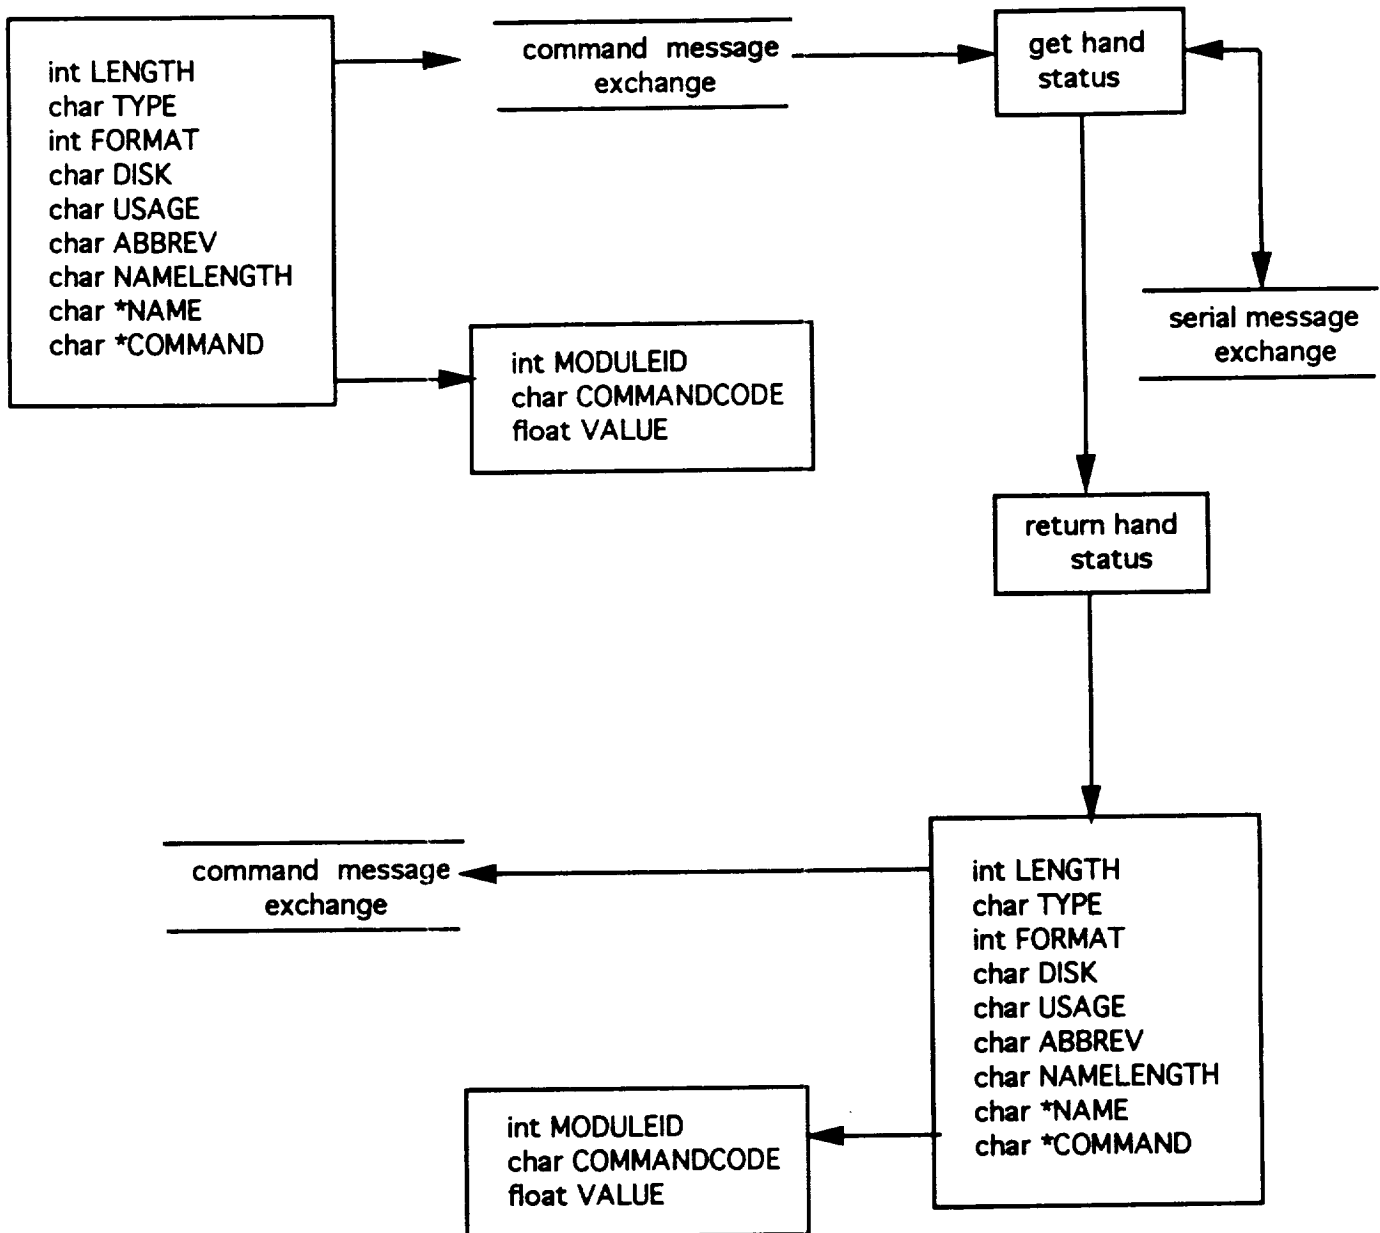 int LENGTH
char TYPE
int FORMAT
char DISK
char USAGE
char ABBREV
char NAMELENGTH
char *NAME
char *COMMAND
command message
exchange
get hand
status
serial message
exchange
int MODULEID
char COMMANDCODE
float VALUE
return hand
status
command message
exchange
int LENGTH
char TYPE
int FORMAT
char DISK
char USAGE
char ABBREV
char NAMELENGTH
char *NAME
char *COMMAND
int MODULEID
char COMMANDCODE
float VALUE